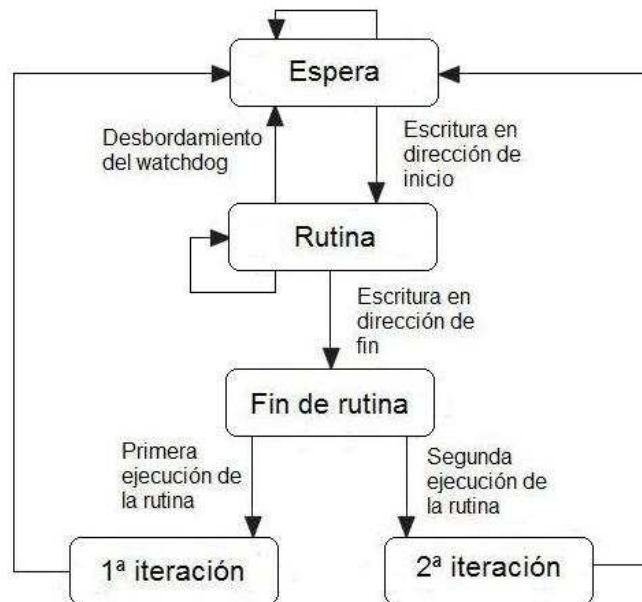 Espera
Desbordamiento
del watchdog
Escritura en
dirección de
inicio
Rutina
Escritura en
dirección de
fin
Fin de rutina
Primera
ejecución de
la rutina
Segunda
ejecución de
la rutina
1ª iteración
2ª iteración